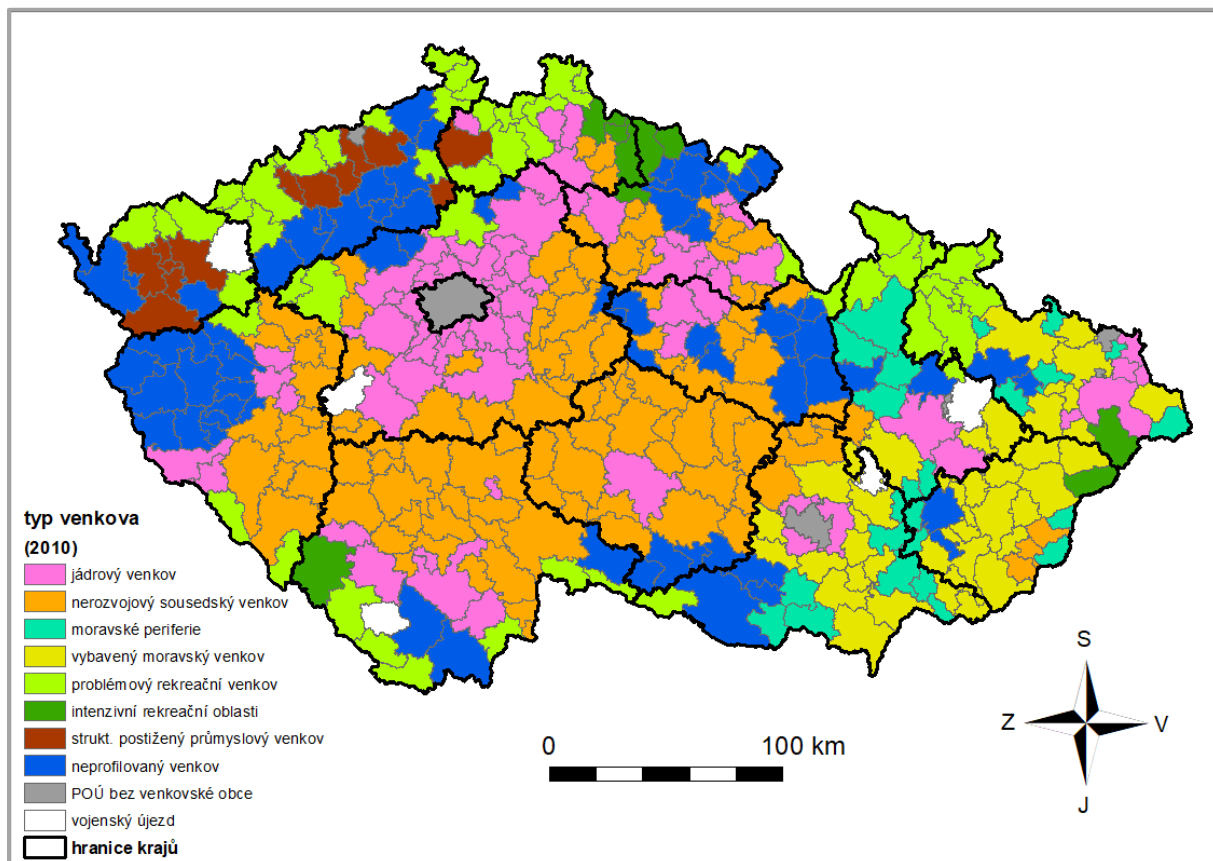 typ venkova
(2010)
jádrový venkov
nerozvojový sousedský venkov
moravské periferie
vybavený moravský venkov
problémový rekreační venkov
intenzivní rekreační oblasti
strukt. postižený průmyslový venkov
neprofilovaný venkov
POÚ bez venkovské obce
vojenský újezd
hranice krajů
0 100 km
S
Z V
J